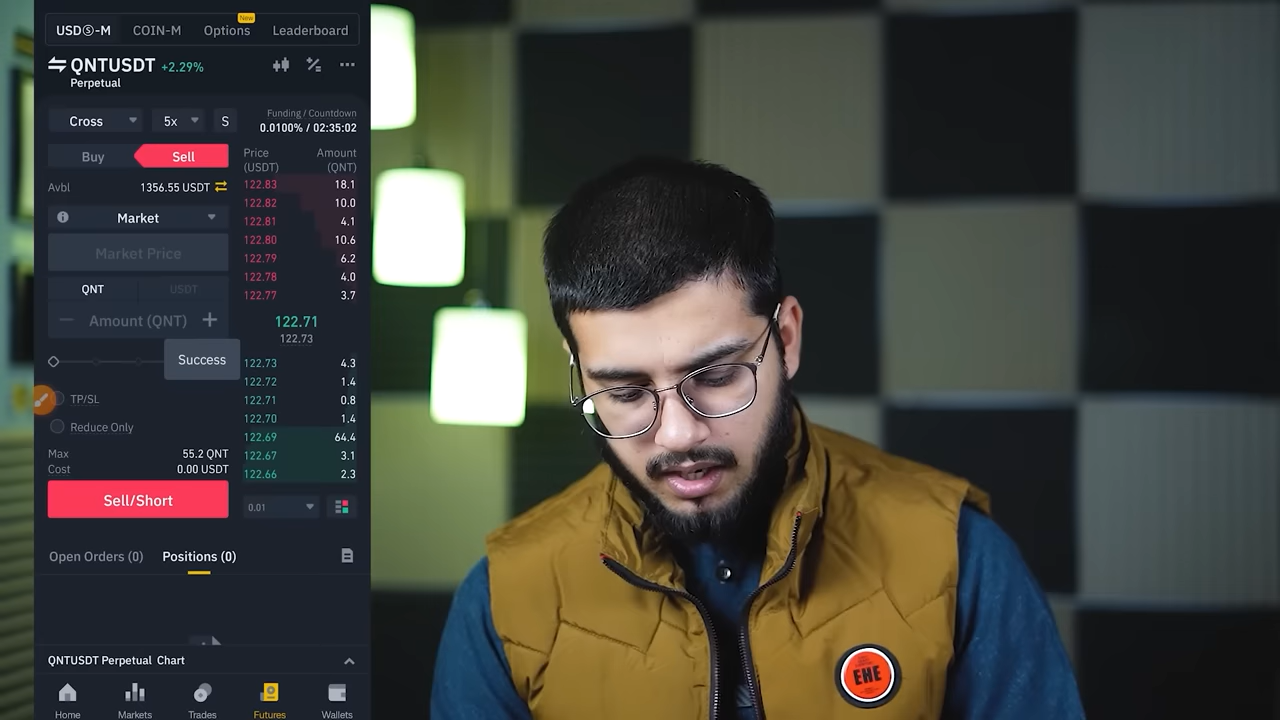 USDⓈ-M COIN-M Options New Leaderboard
QNTUSDT +2.29%
Perpetual
Cross 5x S
Funding / Countdown
0.0100% / 02:35:02
Buy Sell
Price Amount
(USDT) (QNT)
Avbl 1356.55 USDT
Market
Market Price
QNT USDT
Amount (QNT)
Success
TP/SL
Reduce Only
Max 55.2 QNT
Cost 0.00 USDT
Sell/Short
122.83 18.1
122.82 10.0
122.81 4.1
122.80 10.6
122.79 6.2
122.78 4.0
122.77 3.7
122.71
122.73
122.73 4.3
122.72 1.4
122.71 0.8
122.70 1.4
122.69 64.4
122.67 3.1
122.66 2.3
0.01
Open Orders (0) Positions (0)
QNTUSDT Perpetual Chart
Home Markets Trades Futures Wallets
EHE